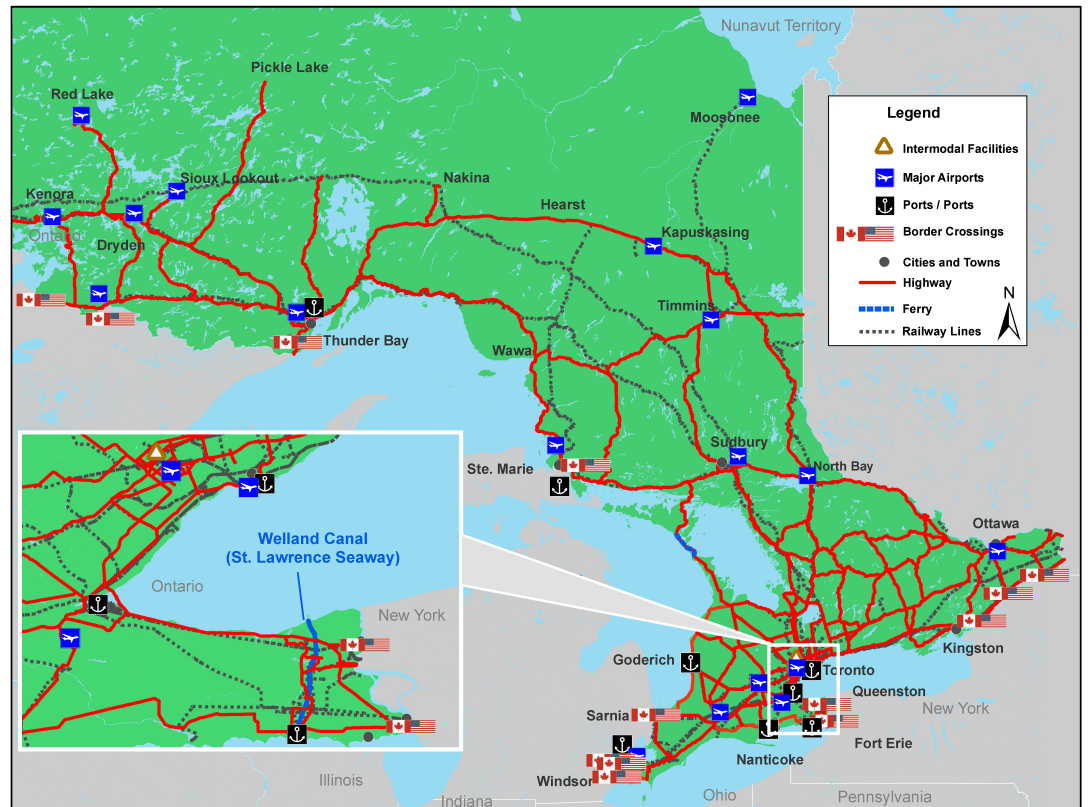 Nunavut Territory
Pickle Lake
Red Lake
Moosonee
Legend
Intermodal Facilities
Major Airports
Ports / Ports
Border Crossings
Cities and Towns
Highway
Ferry
Railway Lines
N
Kenora
Sioux Lookout
Nakina
Hearst
Ontario
Dryden
Kapuskasing
Timmins
Thunder Bay
Wawa
Sudbury
Ste. Marie
North Bay
Ottawa
Welland Canal
(St. Lawrence Seaway)
Ontario
New York
Kingston
Goderich
Toronto
Queenston
New York
Sarnia
Fort Erie
Nanticoke
Windsor
Illinois
Indiana
Ohio
Pennsylvania